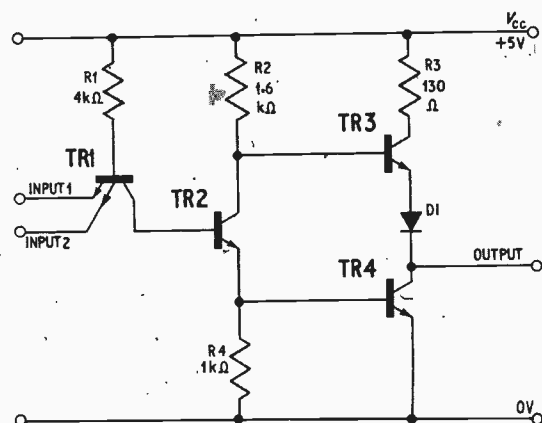 Vcc
+5V
R1
4kΩ
R2
1·6
kΩ
R3
130
Ω
TR3
TR1
INPUT 1
INPUT 2
TR2
D1
OUTPUT
TR4
R4
1kΩ
0V